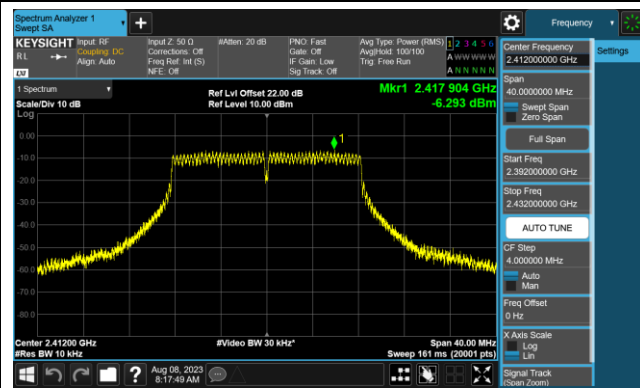 Spectrum Analyzer 1
Swept SA
Frequency
KEYSIGHT
RL
LXI
Input: RF
Coupling: DC
Align: Auto
Input Z: 50 Ω
Corrections: Off
Freq Ref: Int (S)
NFE: Off
#Atten: 20 dB
PNO: Fast
Gate: Off
IF Gain: Low
Sig Track: Off
Avg Type: Power (RMS)
Avg|Hold: 100/100
Trig: Free Run
1 2 3 4 5 6
A W W W W W
A N N N N N
1 Spectrum
Scale/Div 10 dB
Log
Ref Lvl Offset 22.00 dB
Ref Level 10.00 dBm
Mkr1 2.417 904 GHz
-6.293 dBm
1
0.00
-10.0
-20.0
-30.0
-40.0
-50.0
-60.0
-70.0
-80.0
Center 2.41200 GHz
#Res BW 10 kHz
#Video BW 30 kHz*
Span 40.00 MHz
Sweep 161 ms (20001 pts)
Aug 08, 2023
8:17:49 AM
?
Center Frequency
2.412000000 GHz
Settings
Span
40.0000000 MHz
Swept Span
Zero Span
Full Span
Start Freq
2.392000000 GHz
Stop Freq
2.432000000 GHz
AUTO TUNE
CF Step
4.000000 MHz
Auto
Man
Freq Offset
0 Hz
X Axis Scale
Log
Lin
Signal Track
(Span Zoom)